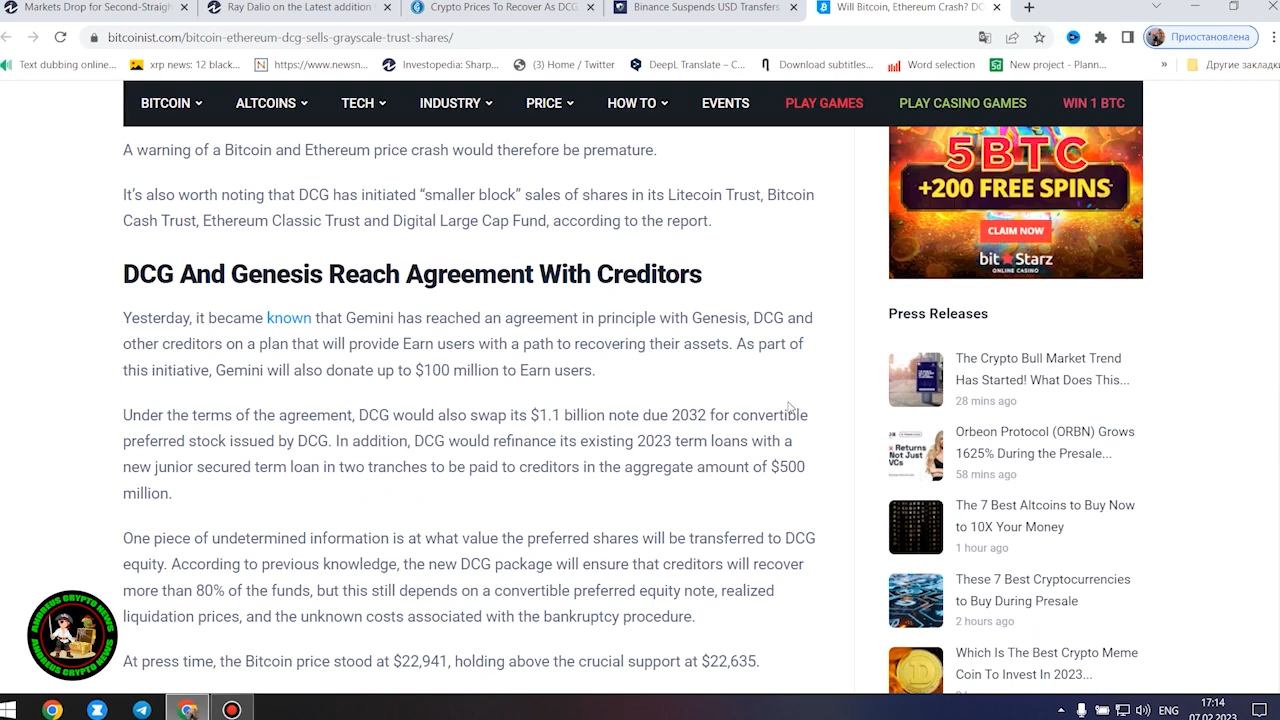 Markets Drop for Second-Straigh
Ray Dalio on the Latest addition
Crypto Prices To Recover As DCG
Binance Suspends USD Transfers
Will Bitcoin, Ethereum Crash? DC
bitcoinist.com/bitcoin-ethereum-dcg-sells-grayscale-trust-shares/
Приостановлена
Text dubbing online...
xrp news: 12 black...
https://www.newsn...
Investopedia: Sharp...
(3) Home / Twitter
DeepL Translate – C...
Download subtitles...
Word selection
New project - Plann...
»
Другие закладки
BITCOIN
ALTCOINS
TECH
INDUSTRY
PRICE
HOW TO
EVENTS
PLAY GAMES
PLAY CASINO GAMES
WIN 1 BTC
A warning of a Bitcoin and Ethereum price crash would therefore be premature.
It’s also worth noting that DCG has initiated “smaller block” sales of shares in its Litecoin Trust, Bitcoin
Cash Trust, Ethereum Classic Trust and Digital Large Cap Fund, according to the report.
DCG And Genesis Reach Agreement With Creditors
Yesterday, it became known that Gemini has reached an agreement in principle with Genesis, DCG and
other creditors on a plan that will provide Earn users with a path to recovering their assets. As part of
this initiative, Gemini will also donate up to $100 million to Earn users.
Under the terms of the agreement, DCG would also swap its $1.1 billion note due 2032 for convertible
preferred stock issued by DCG. In addition, DCG would refinance its existing 2023 term loans with a
new junior secured term loan in two tranches to be paid to creditors in the aggregate amount of $500
million.
One piece of undetermined information is at what value the preferred shares will be transferred to DCG
equity. According to previous knowledge, the new DCG package will ensure that creditors will recover
more than 80% of the funds, but this still depends on a convertible preferred equity note, realized
liquidation prices, and the unknown costs associated with the bankruptcy procedure.
At press time, the Bitcoin price stood at $22,941, holding above the crucial support at $22,635.
5BTC
+200 FREE SPINS
CLAIM NOW
bitStarz
ONLINE CASINO
Press Releases
The Crypto Bull Market Trend
Has Started! What Does This...
28 mins ago
Returns
Not Just
VCs
Orbeon Protocol (ORBN) Grows
1625% During the Presale...
58 mins ago
The 7 Best Altcoins to Buy Now
to 10X Your Money
1 hour ago
These 7 Best Cryptocurrencies
to Buy During Presale
2 hours ago
Which Is The Best Crypto Meme
Coin To Invest In 2023...
ANDREUS CRYPTO NEWS
ANDREUS CRYPTO NEWS
ENG
17:14
07.02.2023